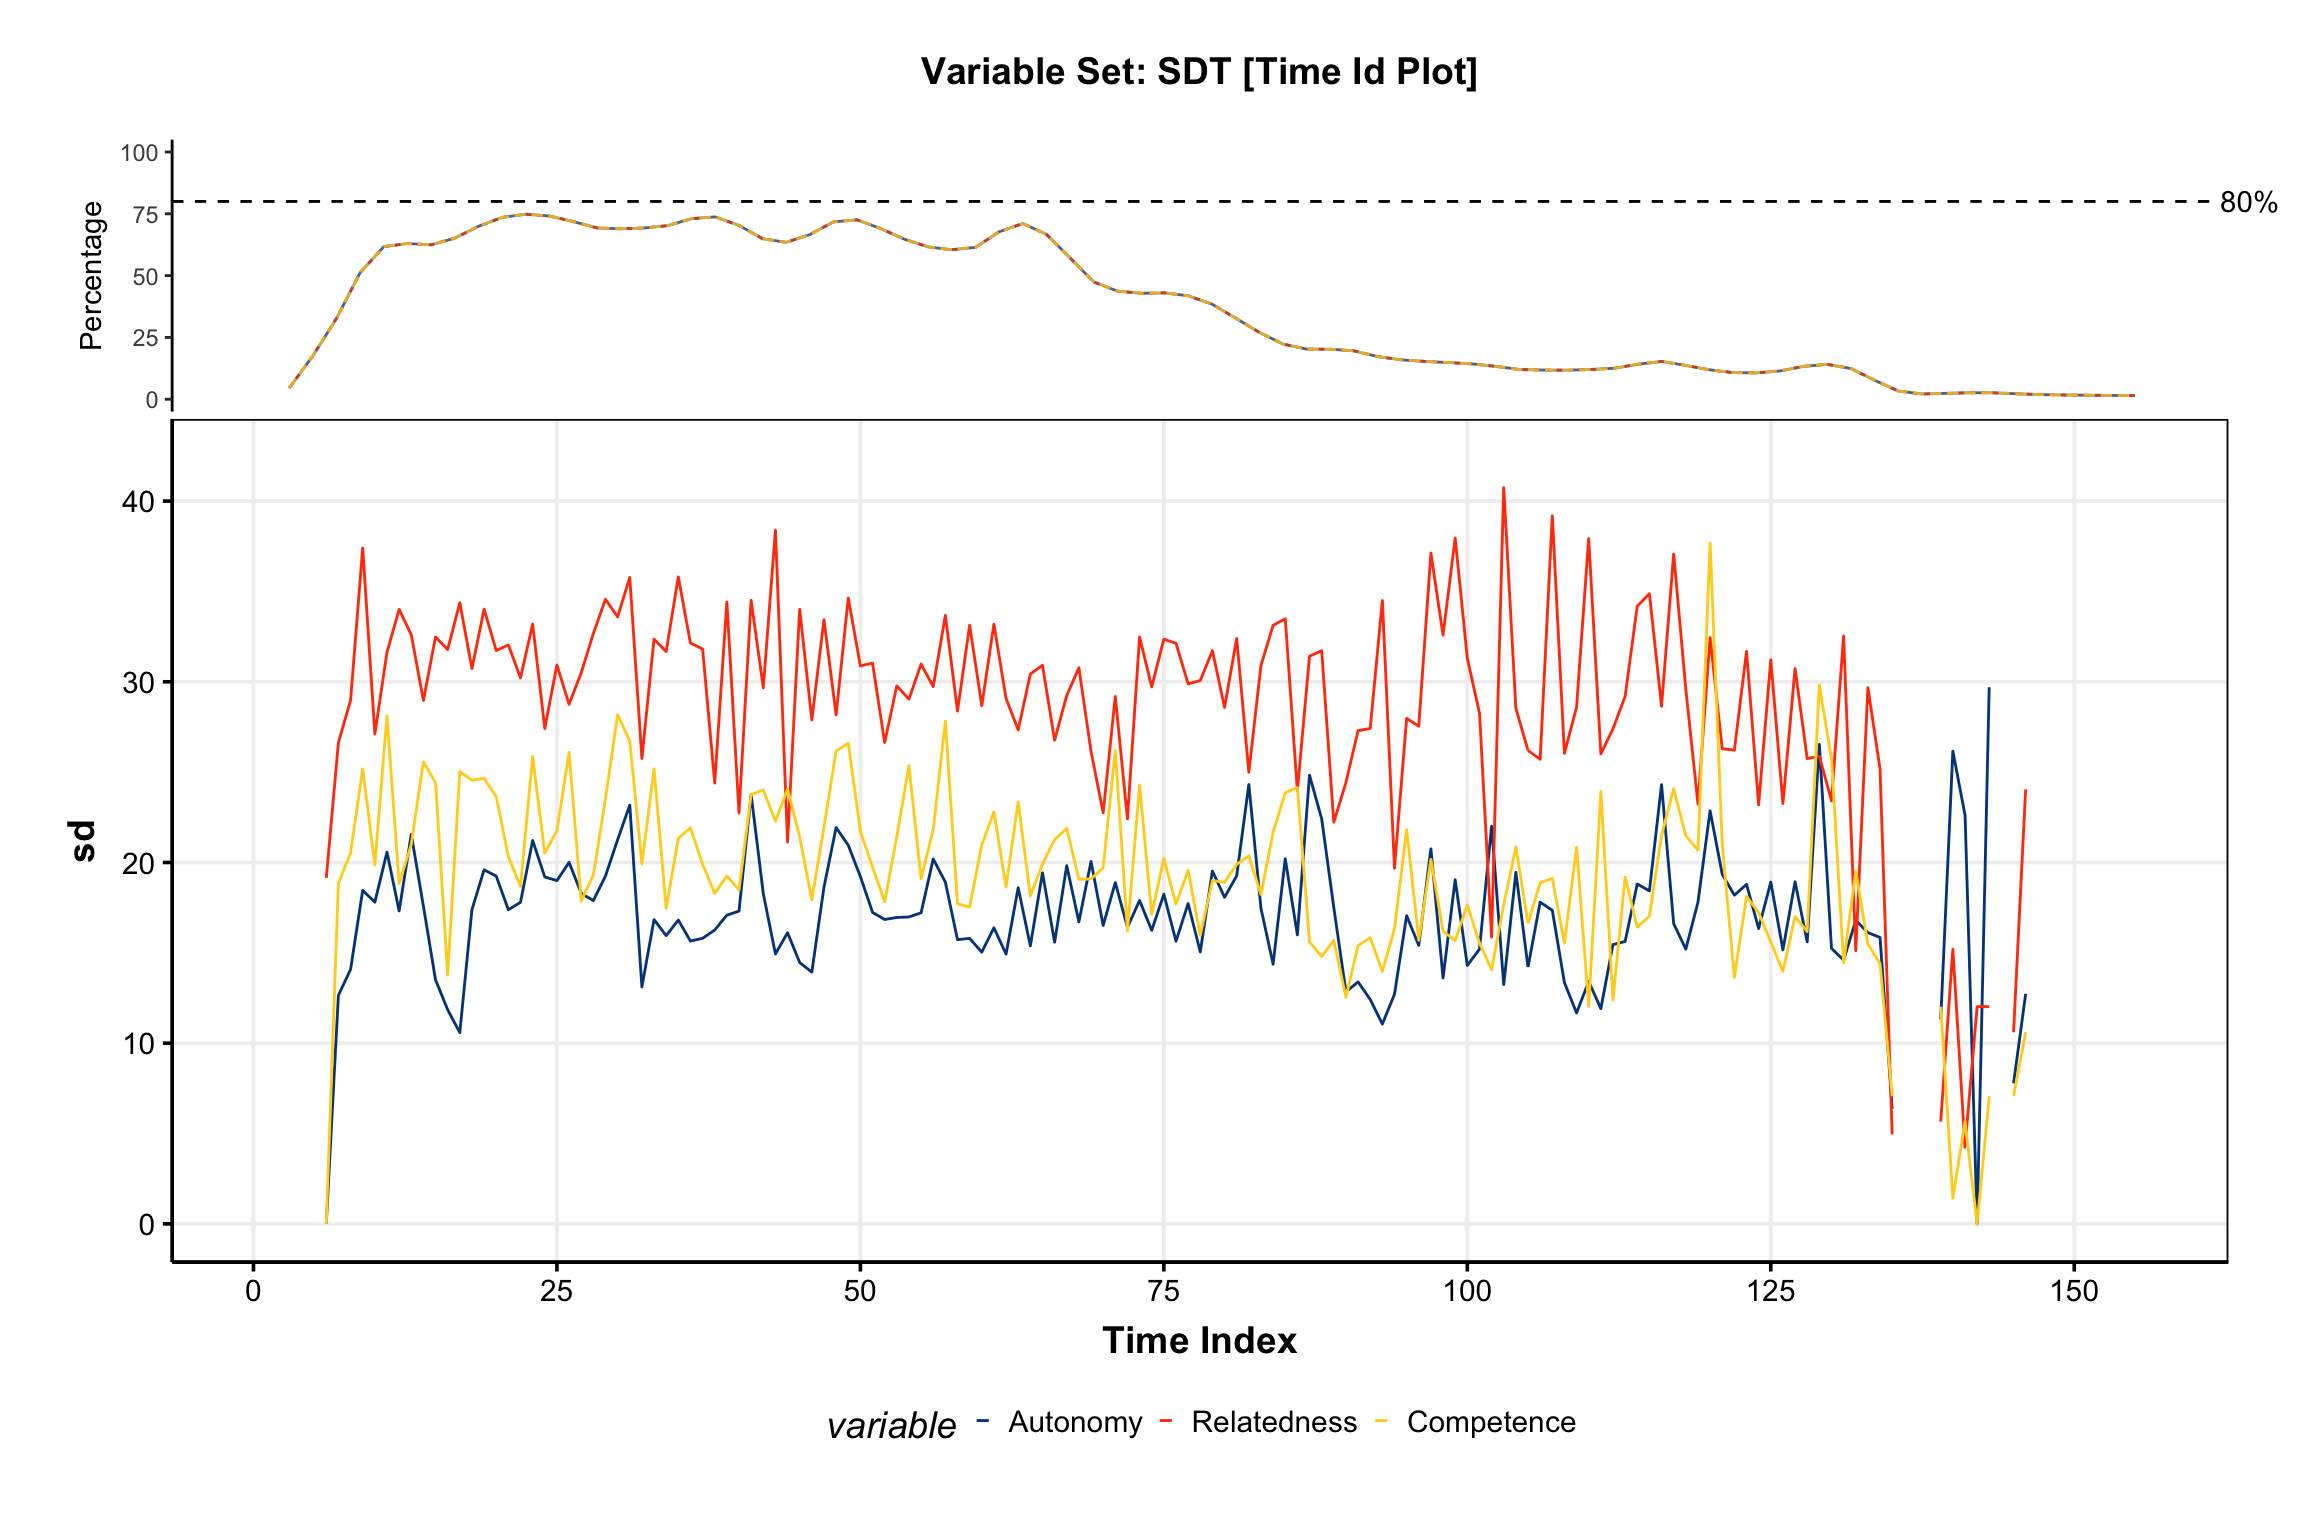 Variable Set: SDT [Time Id Plot]
Percentage
100
75
50
25
0
80%
sd
40
30
20
10
0
0 25 50 75 100 125 150
Time Index
variable Autonomy Relatedness Competence